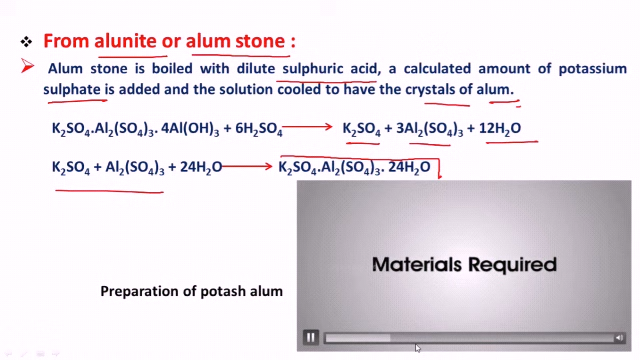 ❖ From alunite or alum stone :
➢ Alum stone is boiled with dilute sulphuric acid, a calculated amount of potassium
sulphate is added and the solution cooled to have the crystals of alum.
K₂SO₄.Al₂(SO₄)₃. 4Al(OH)₃ + 6H₂SO₄ ⟶ K₂SO₄ + 3Al₂(SO₄)₃ + 12H₂O
K₂SO₄ + Al₂(SO₄)₃ + 24H₂O ⟶ K₂SO₄.Al₂(SO₄)₃. 24H₂O
Materials Required
Preparation of potash alum